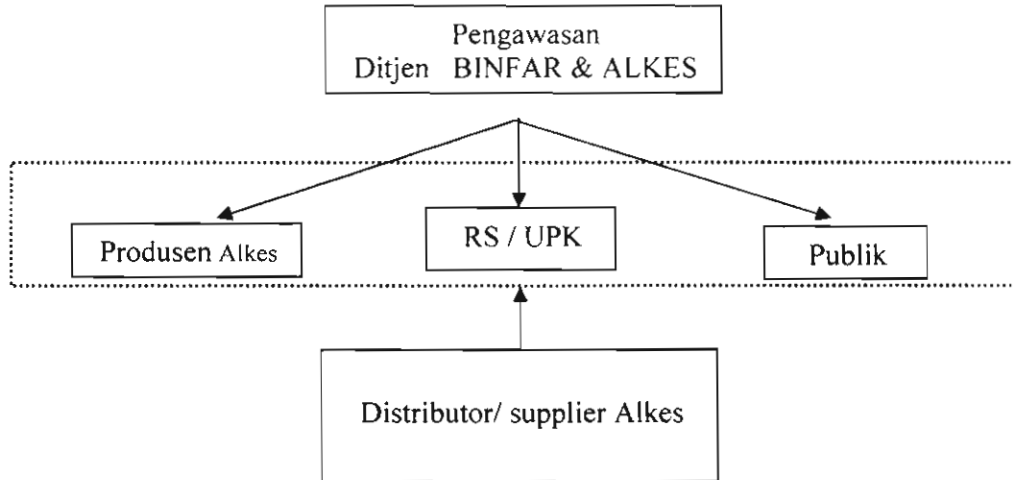 Pengawasan
Ditjen BINFAR & ALKES
Produsen Alkes
RS / UPK
Publik
Distributor/ supplier Alkes